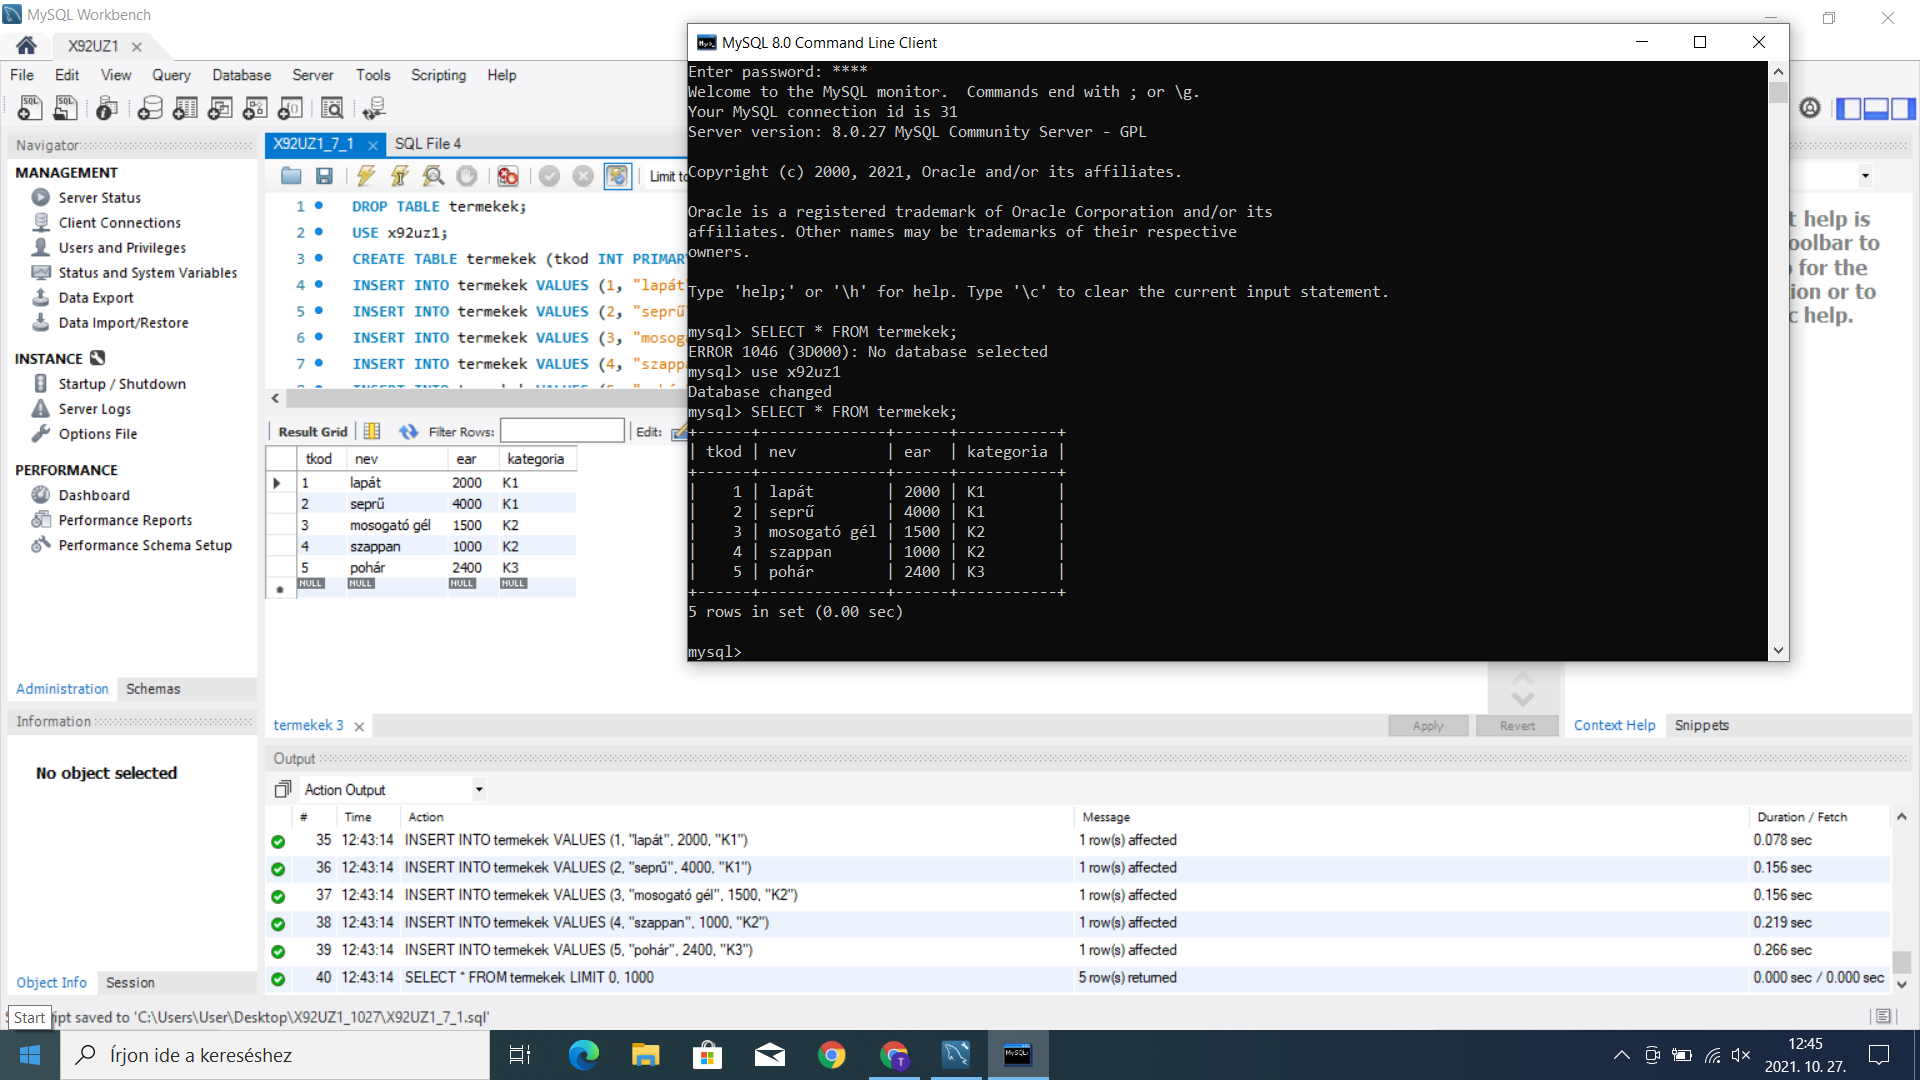 MySQL Workbench
X92UZ1
File Edit View Query Database Server Tools Scripting Help
Navigator
MANAGEMENT
Server Status
Client Connections
Users and Privileges
Status and System Variables
Data Export
Data Import/Restore
INSTANCE
Startup / Shutdown
Server Logs
Options File
PERFORMANCE
Dashboard
Performance Reports
Performance Schema Setup
Administration Schemas
Information
No object selected
Object Info Session
X92UZ1_7_1 SQL File 4
Limit to
1 DROP TABLE termekek;
2 USE x92uz1;
3 CREATE TABLE termekek (tkod INT PRIMAR
4 INSERT INTO termekek VALUES (1, "lapát
5 INSERT INTO termekek VALUES (2, "seprű
6 INSERT INTO termekek VALUES (3, "mosog
7 INSERT INTO termekek VALUES (4, "szapp
Result Grid Filter Rows: Edit:
tkod nev ear kategoria
1 lapát 2000 K1
2 seprű 4000 K1
3 mosogató gél 1500 K2
4 szappan 1000 K2
5 pohár 2400 K3
NULL NULL NULL NULL
MySQL 8.0 Command Line Client
Enter password: ****
Welcome to the MySQL monitor.  Commands end with ; or \g.
Your MySQL connection id is 31
Server version: 8.0.27 MySQL Community Server - GPL
Copyright (c) 2000, 2021, Oracle and/or its affiliates.
Oracle is a registered trademark of Oracle Corporation and/or its
affiliates. Other names may be trademarks of their respective
owners.
Type 'help;' or '\h' for help. Type '\c' to clear the current input statement.
mysql> SELECT * FROM termekek;
ERROR 1046 (3D000): No database selected
mysql> use x92uz1
Database changed
mysql> SELECT * FROM termekek;
+------+--------------+------+-----------+
| tkod | nev          | ear  | kategoria |
+------+--------------+------+-----------+
|    1 | lapát        | 2000 | K1        |
|    2 | seprű        | 4000 | K1        |
|    3 | mosogató gél | 1500 | K2        |
|    4 | szappan      | 1000 | K2        |
|    5 | pohár        | 2400 | K3        |
+------+--------------+------+-----------+
5 rows in set (0.00 sec)
mysql>
t help is
oolbar to
for the
ion or to
c help.
termekek 3 Apply Revert Context Help Snippets
Output
Action Output
# Time Action Message Duration / Fetch
35 12:43:14 INSERT INTO termekek VALUES (1, "lapát", 2000, "K1") 1 row(s) affected 0.078 sec
36 12:43:14 INSERT INTO termekek VALUES (2, "seprű", 4000, "K1") 1 row(s) affected 0.156 sec
37 12:43:14 INSERT INTO termekek VALUES (3, "mosogató gél", 1500, "K2") 1 row(s) affected 0.156 sec
38 12:43:14 INSERT INTO termekek VALUES (4, "szappan", 1000, "K2") 1 row(s) affected 0.219 sec
39 12:43:14 INSERT INTO termekek VALUES (5, "pohár", 2400, "K3") 1 row(s) affected 0.266 sec
40 12:43:14 SELECT * FROM termekek LIMIT 0, 1000 5 row(s) returned 0.000 sec / 0.000 sec
Start
ipt saved to 'C:\Users\User\Desktop\X92UZ1_1027\X92UZ1_7_1.sql'
Írjon ide a kereséshez
12:45
2021. 10. 27.